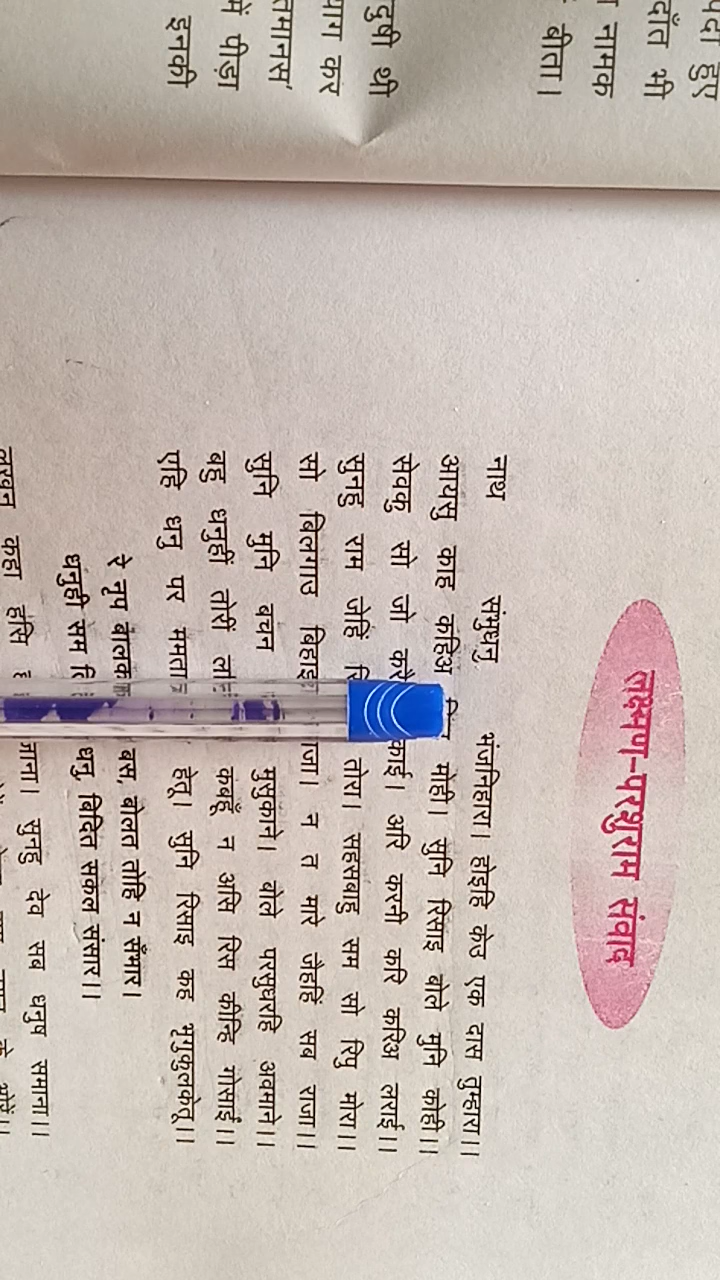 पैदा हुए
दाँत भी
नामक
बीता।
दुखी थी
कर
में पीड़ा
इनकी
लक्ष्मण-परशुराम संवाद
नाथ संभुधनु भंजनिहारा। होइहि केउ एक दास तुम्हारा।।
आयसु काह कहिअ मोही। सुनि रिसाइ बोले मुनि कोही।।
सेवकु सो जो करै अरि करनी करि करिअ लराई।।
सुनहु राम जेहिं तोरा। सहसबाहु सम सो रिपु मोरा।।
सो बिलगाउ बिहाइ न त मारे जैहहिं सब राजा।।
सुनि मुनि बचन मुसुकाने। बोले परसुधरहि अवमाने।।
बहु धनुहीं तोरीं कबहुँ न असि रिस कीन्हि गोसाईं।।
एहि धनु पर ममता हेतू। सुनि रिसाइ कह भृगुकुलकेतू।।
रे नृप बालक बस, बोलत तोहि न सँभार।
धनुही सम धनु बिदित सकल संसार।।
लखन कहा हसि सुनहु देव सब धनुष समाना।।